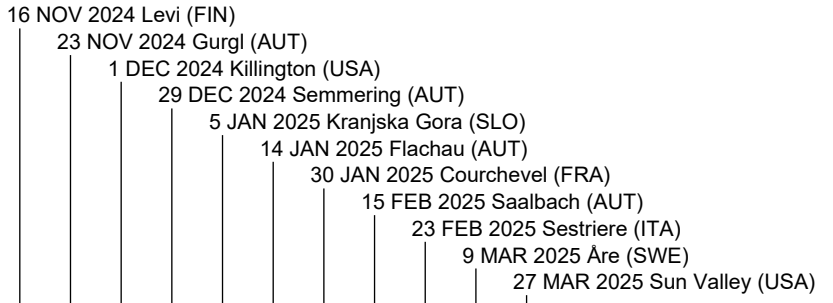 16 NOV 2024 Levi (FIN)
23 NOV 2024 Gurgl (AUT)
1 DEC 2024 Killington (USA)
29 DEC 2024 Semmering (AUT)
5 JAN 2025 Kranjska Gora (SLO)
14 JAN 2025 Flachau (AUT)
30 JAN 2025 Courchevel (FRA)
15 FEB 2025 Saalbach (AUT)
23 FEB 2025 Sestriere (ITA)
9 MAR 2025 Åre (SWE)
27 MAR 2025 Sun Valley (USA)